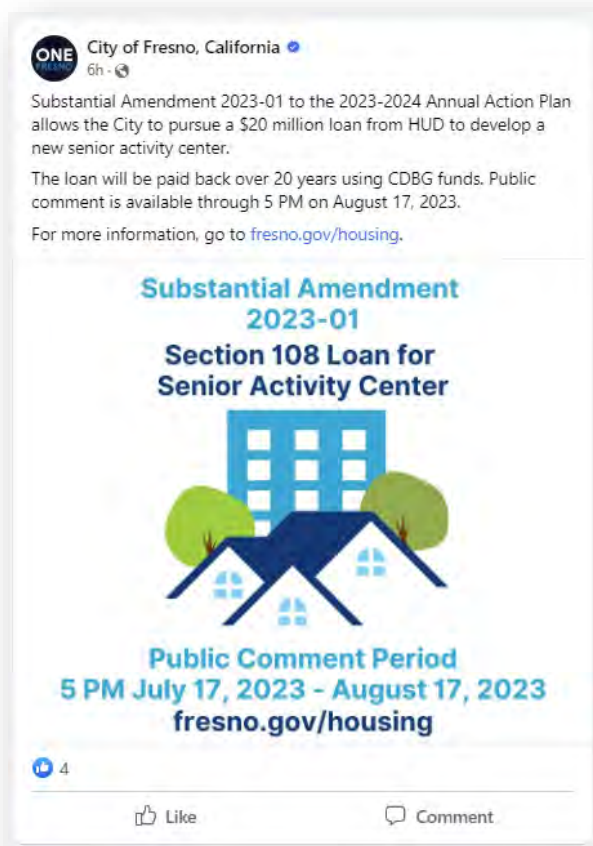 ONE
FRESNO
City of Fresno, California
6h ·
Substantial Amendment 2023-01 to the 2023-2024 Annual Action Plan
allows the City to pursue a $20 million loan from HUD to develop a
new senior activity center.
The loan will be paid back over 20 years using CDBG funds. Public
comment is available through 5 PM on August 17, 2023.
For more information, go to fresno.gov/housing.
Substantial Amendment
2023-01
Section 108 Loan for
Senior Activity Center
Public Comment Period
5 PM July 17, 2023 - August 17, 2023
fresno.gov/housing
4
Like
Comment